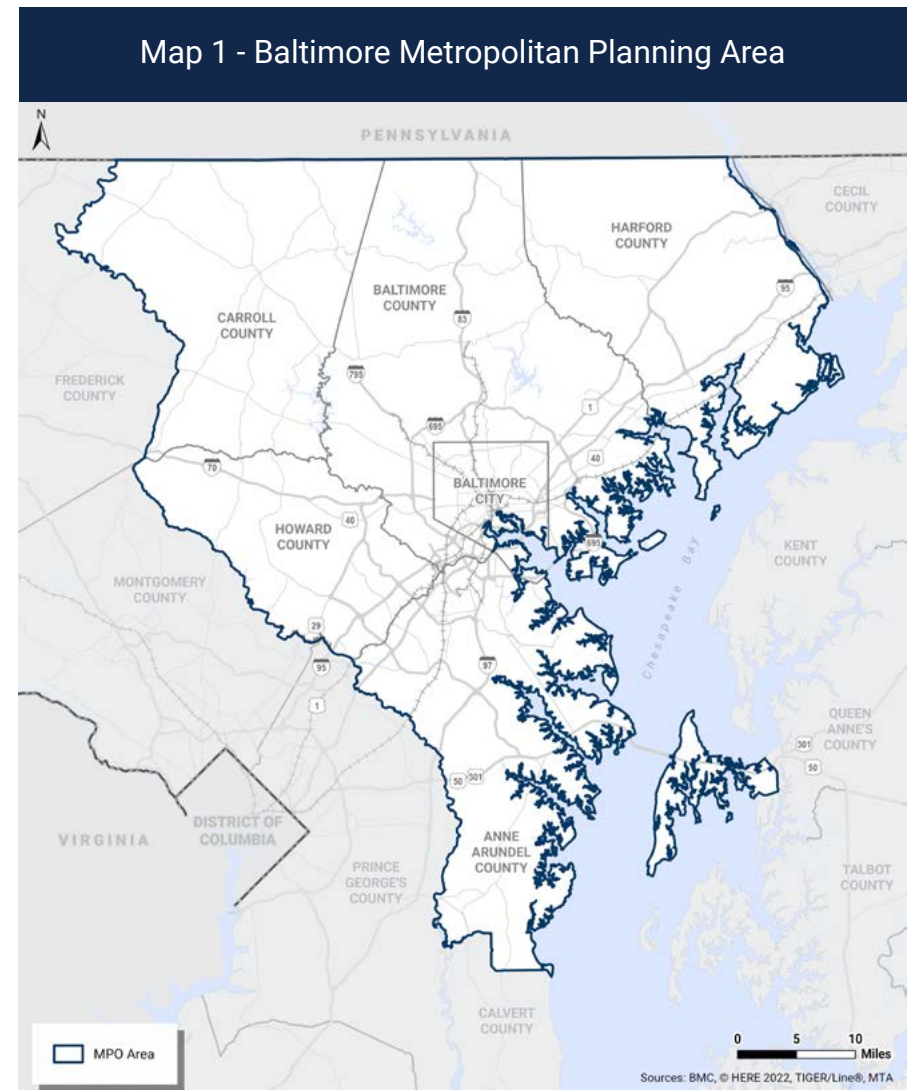 Map 1 - Baltimore Metropolitan Planning Area
N
PENNSYLVANIA
CECIL
COUNTY
HARFORD
COUNTY
95
BALTIMORE
COUNTY
83
CARROLL
COUNTY
795
FREDERICK
COUNTY
1
695
40
70
BALTIMORE
CITY
40
HOWARD
COUNTY
695
KENT
COUNTY
Chesapeake Bay
MONTGOMERY
COUNTY
29
95
97
1
QUEEN
ANNE'S
COUNTY
301
50
50
301
VIRGINIA
DISTRICT OF
COLUMBIA
ANNE
ARUNDEL
COUNTY
PRINCE
GEORGE'S
COUNTY
TALBOT
COUNTY
CALVERT
COUNTY
MPO Area
0 5 10
Miles
Sources: BMC, © HERE 2022, TIGER/Line®, MTA